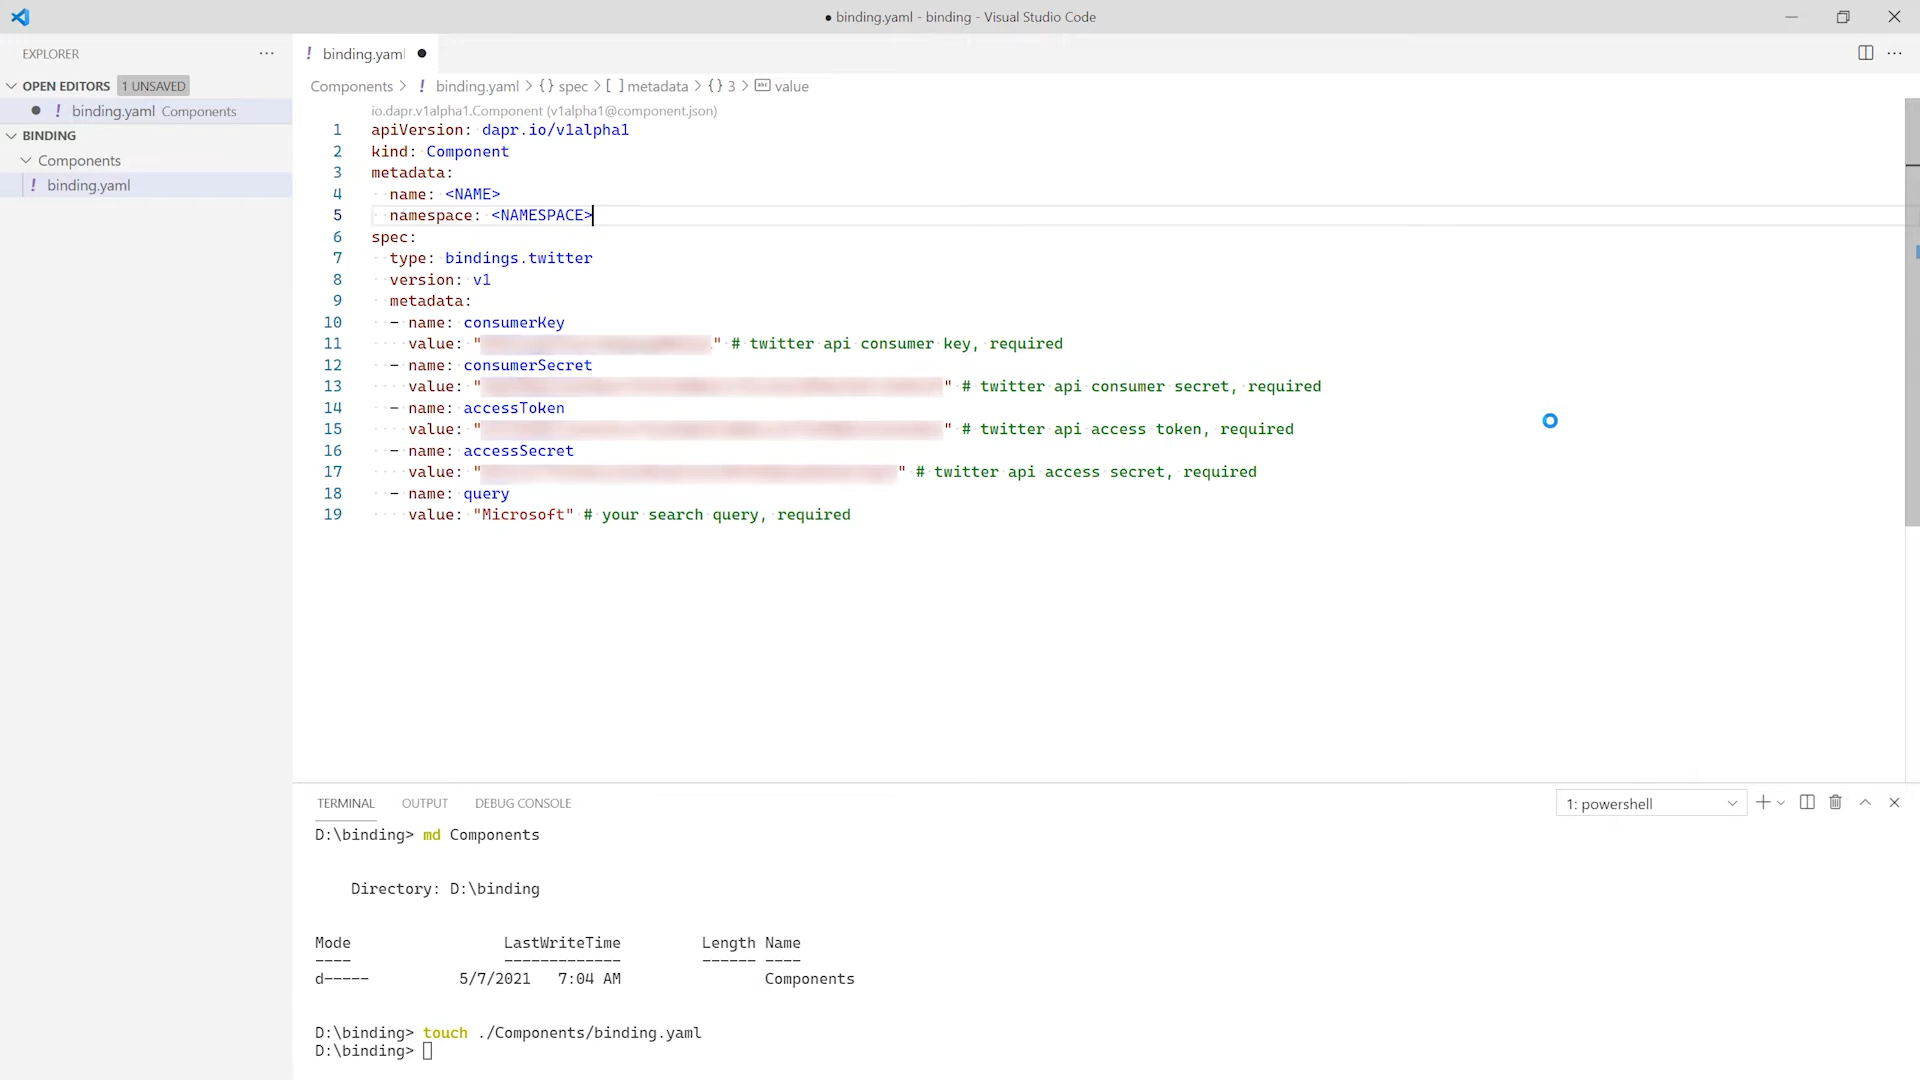 ● binding.yaml - binding - Visual Studio Code
EXPLORER
OPEN EDITORS 1 UNSAVED
! binding.yaml Components
BINDING
Components
! binding.yaml
! binding.yaml
Components > ! binding.yaml > {} spec > [ ] metadata > {} 3 > abc value
io.dapr.v1alpha1.Component (v1alpha1@component.json)
1 apiVersion: dapr.io/v1alpha1
2 kind: Component
3 metadata:
4 name: <NAME>
5 namespace: <NAMESPACE>
6 spec:
7 type: bindings.twitter
8 version: v1
9 metadata:
10 - name: consumerKey
11 value: " " # twitter api consumer key, required
12 - name: consumerSecret
13 value: " " # twitter api consumer secret, required
14 - name: accessToken
15 value: " " # twitter api access token, required
16 - name: accessSecret
17 value: " " # twitter api access secret, required
18 - name: query
19 value: "Microsoft" # your search query, required
TERMINAL OUTPUT DEBUG CONSOLE 1: powershell
D:\binding> md Components
Directory: D:\binding
Mode LastWriteTime Length Name
---- ------------- ------ ----
d----- 5/7/2021 7:04 AM Components
D:\binding> touch ./Components/binding.yaml
D:\binding>